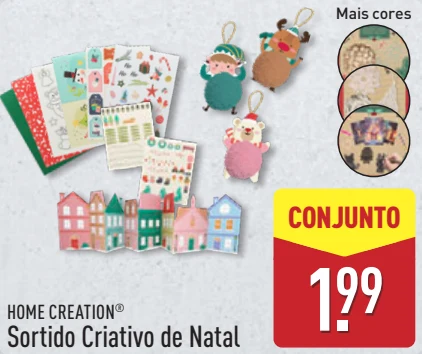 Mais cores
CONJUNTO
1.99
HOME CREATION®
Sortido Criativo de Natal